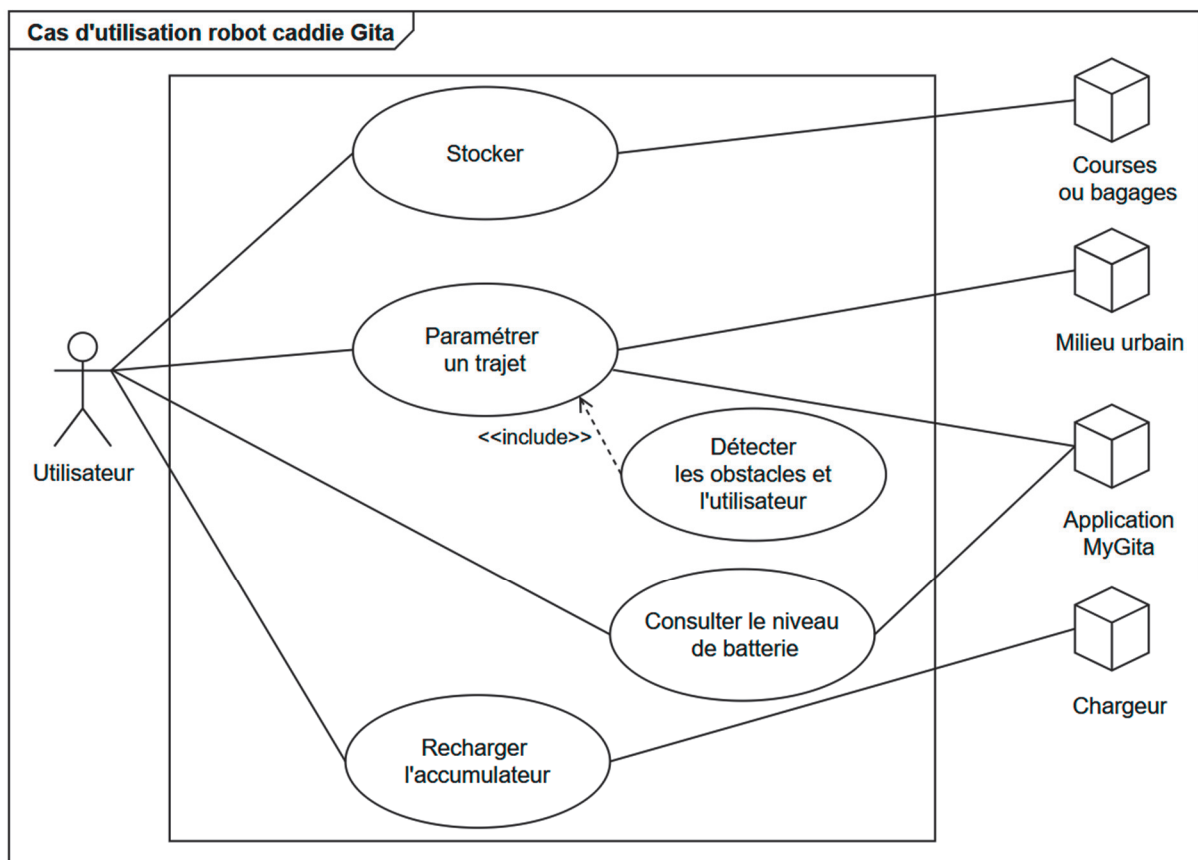 Cas d'utilisation robot caddie Gita
Stocker
Courses
ou bagages
Paramétrer
un trajet
Milieu urbain
<<include>>
Détecter
les obstacles et
l'utilisateur
Utilisateur
Application
MyGita
Consulter le niveau
de batterie
Chargeur
Recharger
l'accumulateur